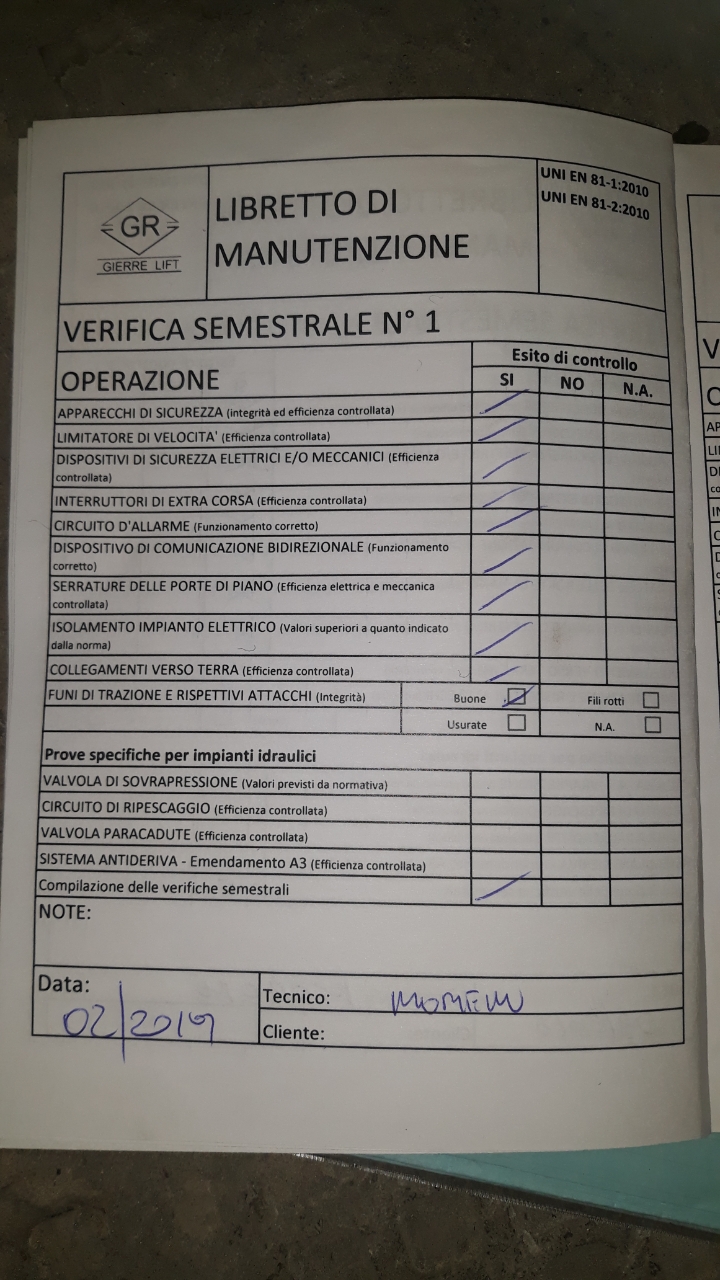 GR
GIERRE LIFT
LIBRETTO DI
MANUTENZIONE
UNI EN 81-1:2010
UNI EN 81-2:2010
VERIFICA SEMESTRALE N° 1
OPERAZIONE
Esito di controllo
SI NO N.A.
APPARECCHI DI SICUREZZA (integrità ed efficienza controllata)
LIMITATORE DI VELOCITA' (Efficienza controllata)
DISPOSITIVI DI SICUREZZA ELETTRICI E/O MECCANICI (Efficienza
controllata)
INTERRUTTORI DI EXTRA CORSA (Efficienza controllata)
CIRCUITO D'ALLARME (Funzionamento corretto)
DISPOSITIVO DI COMUNICAZIONE BIDIREZIONALE (Funzionamento
corretto)
SERRATURE DELLE PORTE DI PIANO (Efficienza elettrica e meccanica
controllata)
ISOLAMENTO IMPIANTO ELETTRICO (Valori superiori a quanto indicato
dalla norma)
COLLEGAMENTI VERSO TERRA (Efficienza controllata)
FUNI DI TRAZIONE E RISPETTIVI ATTACCHI (Integrità) Buone Fili rotti
Usurate N.A.
Prove specifiche per impianti idraulici
VALVOLA DI SOVRAPRESSIONE (Valori previsti da normativa)
CIRCUITO DI RIPESCAGGIO (Efficienza controllata)
VALVOLA PARACADUTE (Efficienza controllata)
SISTEMA ANTIDERIVA - Emendamento A3 (Efficienza controllata)
Compilazione delle verifiche semestrali
NOTE:
Data:
02/2019
Tecnico:
Cliente: